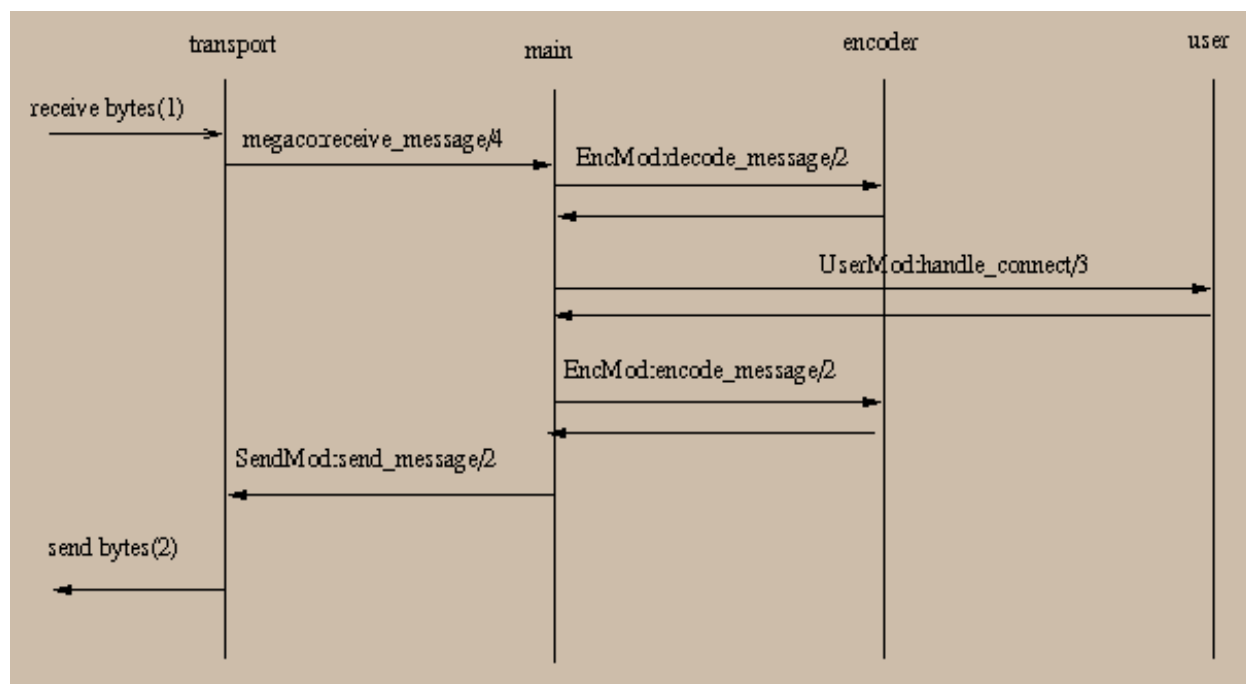 transport
main
encoder
user
receive bytes(1)
megaco:receive_message/4
EncMod:decode_message/2
UserMod:handle_connect/3
EncMod:encode_message/2
SendMod:send_message/2
send bytes(2)